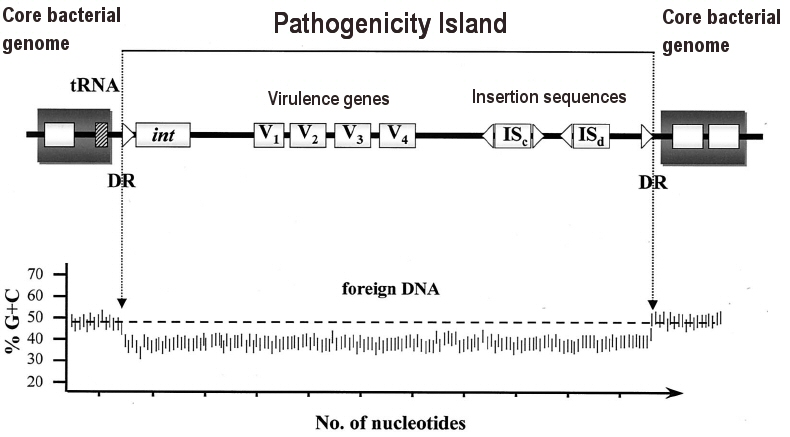 Core bacterial
genome
Pathogenicity Island
Core bacterial
genome
tRNA
Virulence genes
Insertion sequences
int
V1
V2
V3
V4
ISc
ISd
DR
DR
70
60
50
40
30
20
% G+C
foreign DNA
No. of nucleotides